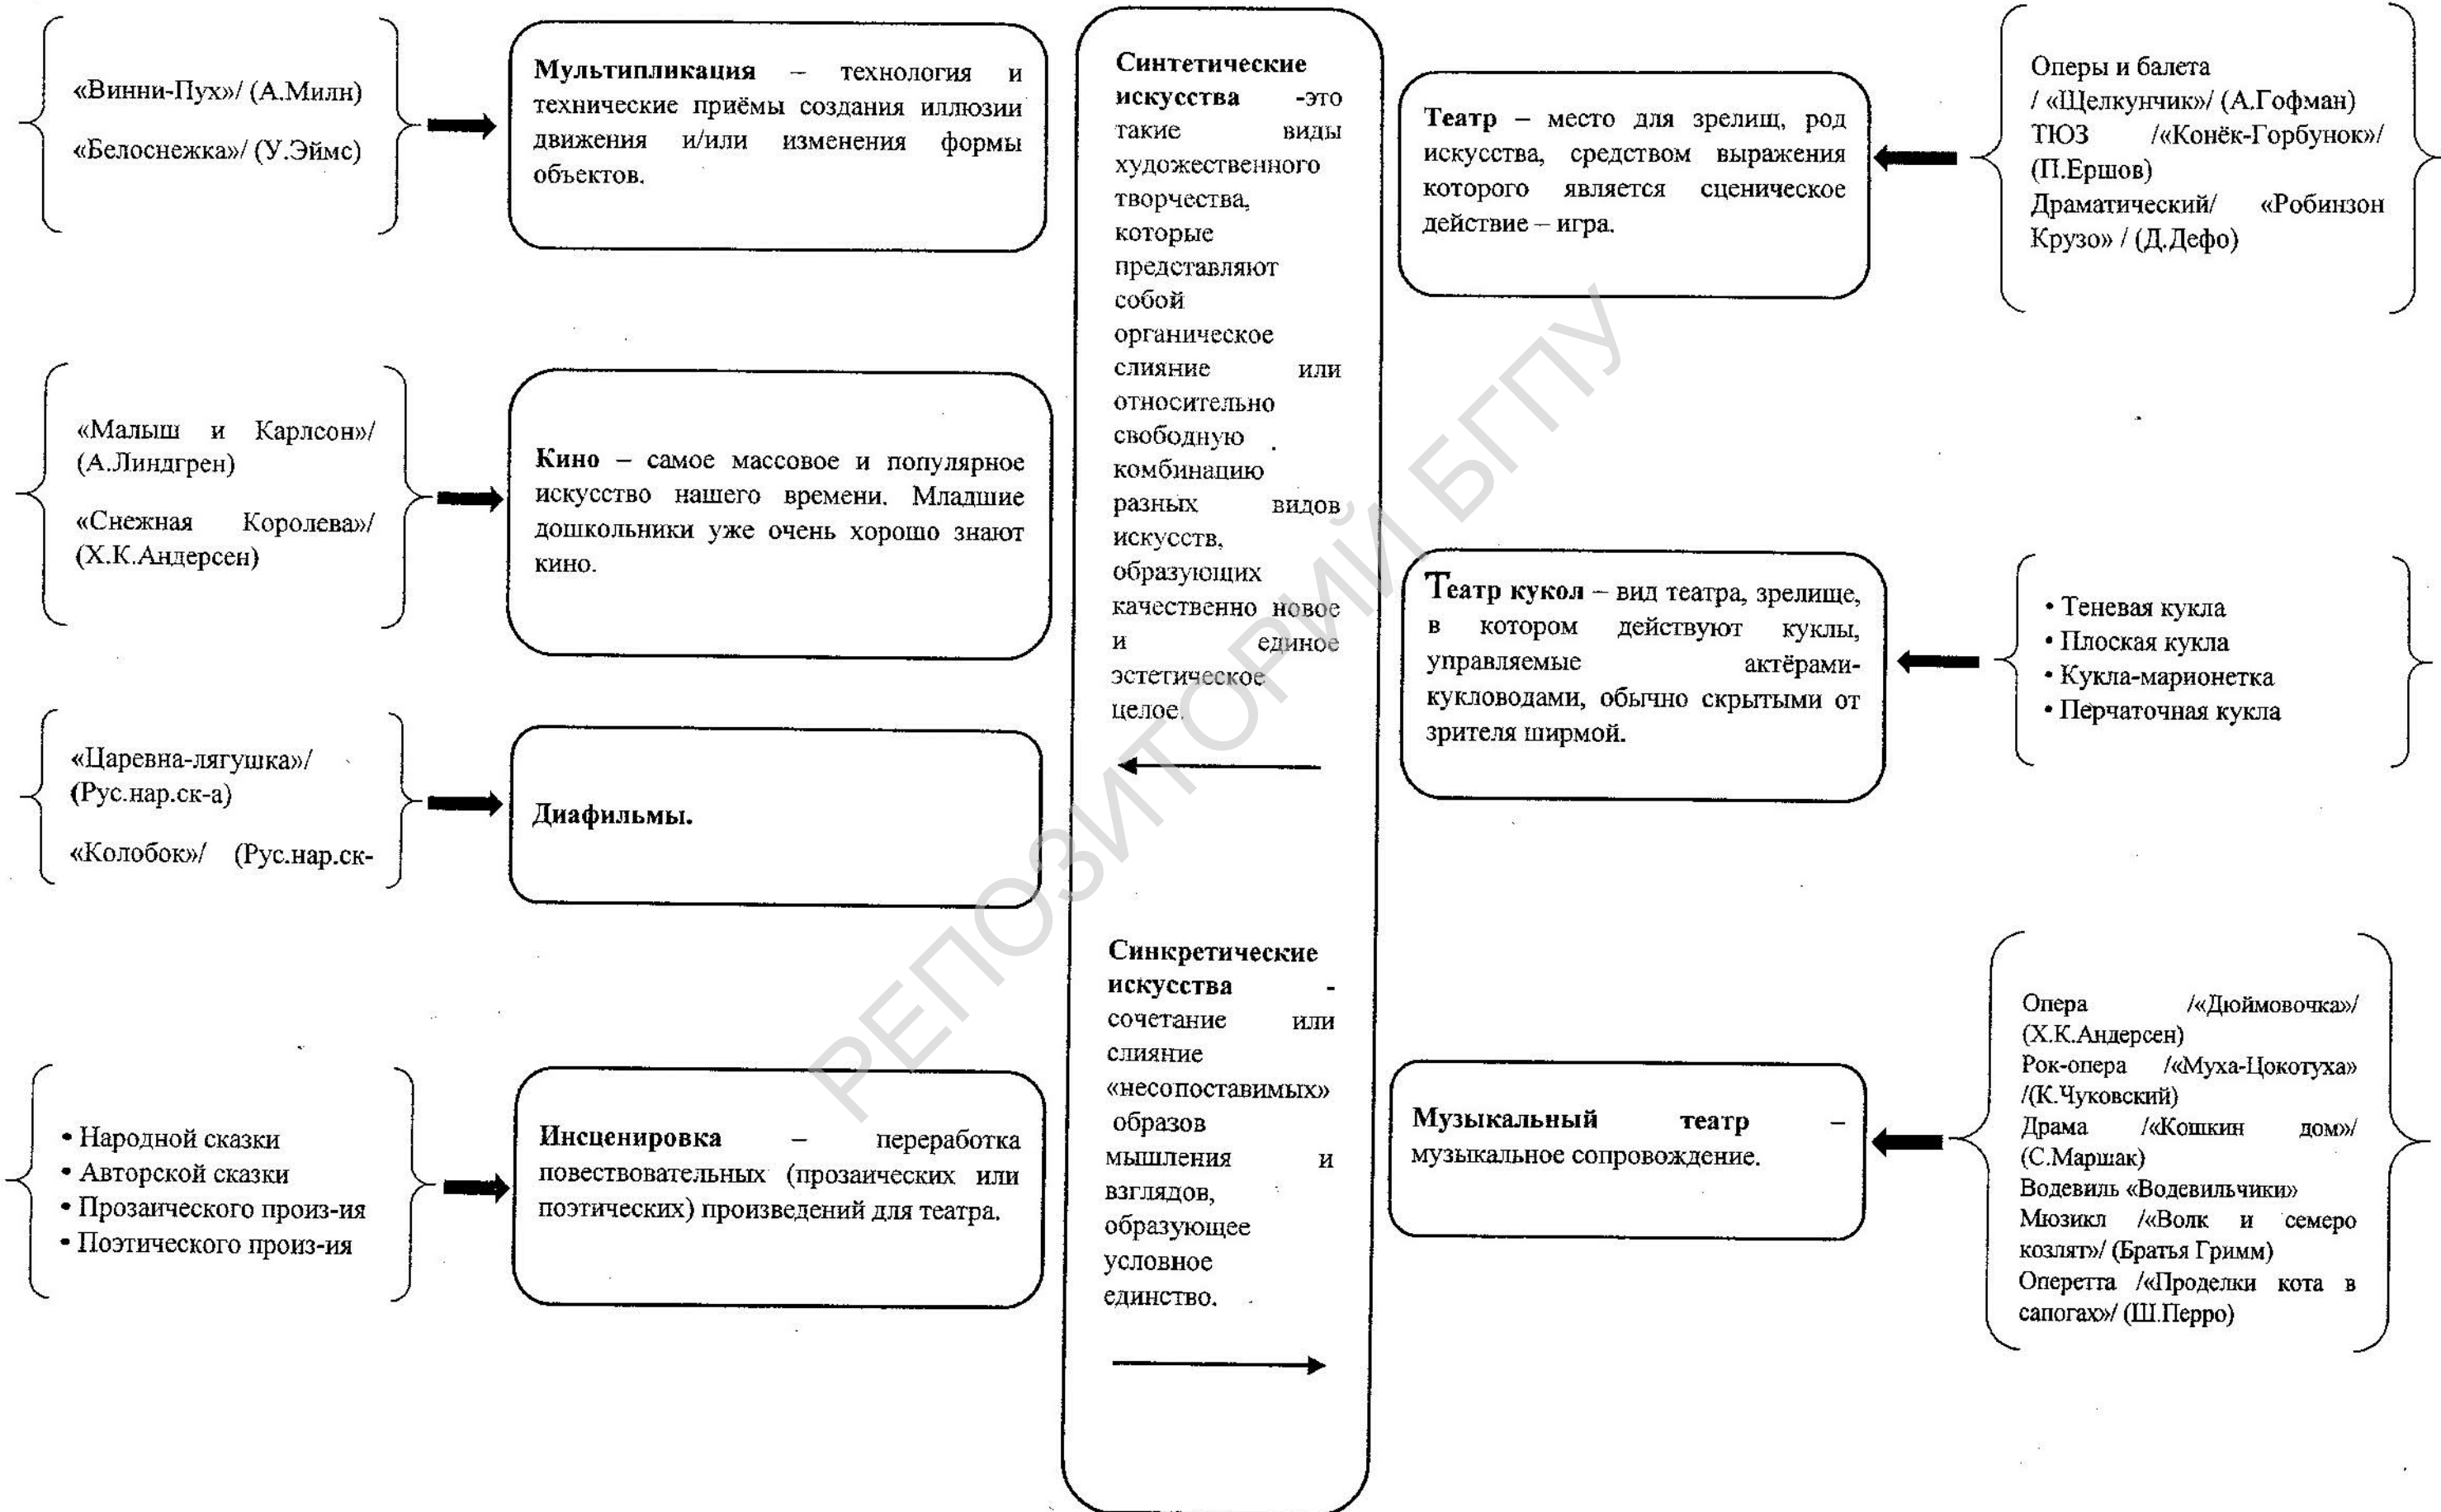 «Винни-Пух»/ (А.Милн)
«Белоснежка»/ (У.Эймс)
Мультипликация – технология и
технические приёмы создания иллюзии
движения и/или изменения формы
объектов.
«Малыш и Карлсон»/
(А.Линдгрен)
«Снежная Королева»/
(Х.К.Андерсен)
Кино – самое массовое и популярное
искусство нашего времени. Младшие
дошкольники уже очень хорошо знают
кино.
«Царевна-лягушка»/
(Рус.нар.ск-а)
«Колобок»/ (Рус.нар.ск-
Диафильмы.
• Народной сказки
• Авторской сказки
• Прозаического произ-ия
• Поэтического произ-ия
Инсценировка – переработка
повествовательных (прозаических или
поэтических) произведений для театра.
Синтетические
искусства -это
такие виды
художественного
творчества,
которые
представляют
собой
органическое
слияние или
относительно
свободную
комбинацию
разных видов
искусств,
образующих
качественно новое
и единое
эстетическое
целое.
Синкретические
искусства -
сочетание или
слияние
«несопоставимых»
образов
мышления и
взглядов,
образующее
условное
единство.
Театр – место для зрелищ, род
искусства, средством выражения
которого является сценическое
действие – игра.
Оперы и балета
/ «Щелкунчик»/ (А.Гофман)
ТЮЗ /«Конёк-Горбунок»/
(П.Ершов)
Драматический/ «Робинзон
Крузо» / (Д.Дефо)
Театр кукол – вид театра, зрелище,
в котором действуют куклы,
управляемые актёрами-
кукловодами, обычно скрытыми от
зрителя ширмой.
• Теневая кукла
• Плоская кукла
• Кукла-марионетка
• Перчаточная кукла
Музыкальный театр –
музыкальное сопровождение.
Опера /«Дюймовочка»/
(Х.К.Андерсен)
Рок-опера /«Муха-Цокотуха»
/(К.Чуковский)
Драма /«Кошкин дом»/
(С.Маршак)
Водевиль «Водевильчики»
Мюзикл /«Волк и семеро
козлят»/ (Братья Гримм)
Оперетта /«Проделки кота в
сапогах»/ (Ш.Перро)
РЕПОЗИТОРИЙ БГПУ